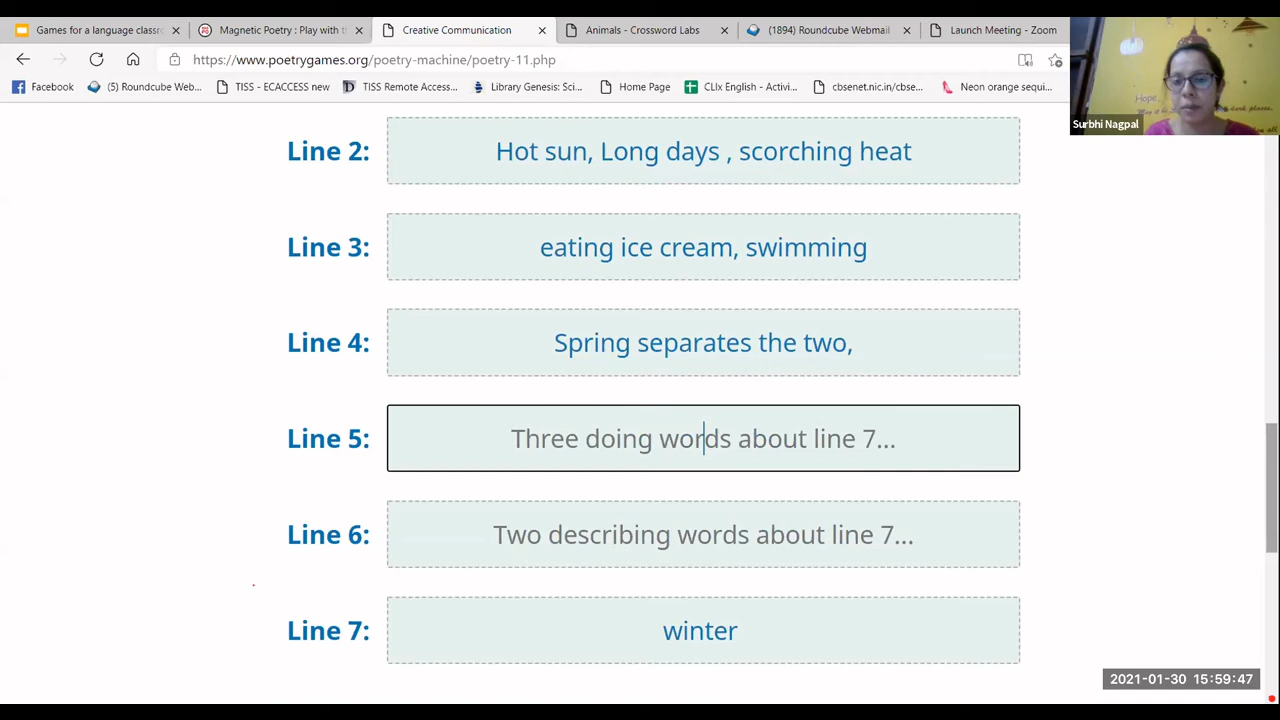 Games for a language classr
Magnetic Poetry : Play with th
Creative Communication
Animals - Crossword Labs
(1894) Roundcube Webmail
Launch Meeting - Zoom
https://www.poetrygames.org/poetry-machine/poetry-11.php
Facebook
(5) Roundcube Web...
TISS - ECACCESS new
TISS Remote Access...
Library Genesis: Sci...
Home Page
CLIx English - Activi...
cbsenet.nic.in/cbse...
Neon orange sequi...
Hope,
dark places.
Surbhi Nagpal
Line 2: Hot sun, Long days , scorching heat
Line 3: eating ice cream, swimming
Line 4: Spring separates the two,
Line 5: Three doing words about line 7...
Line 6: Two describing words about line 7...
Line 7: winter
2021-01-30 15:59:47